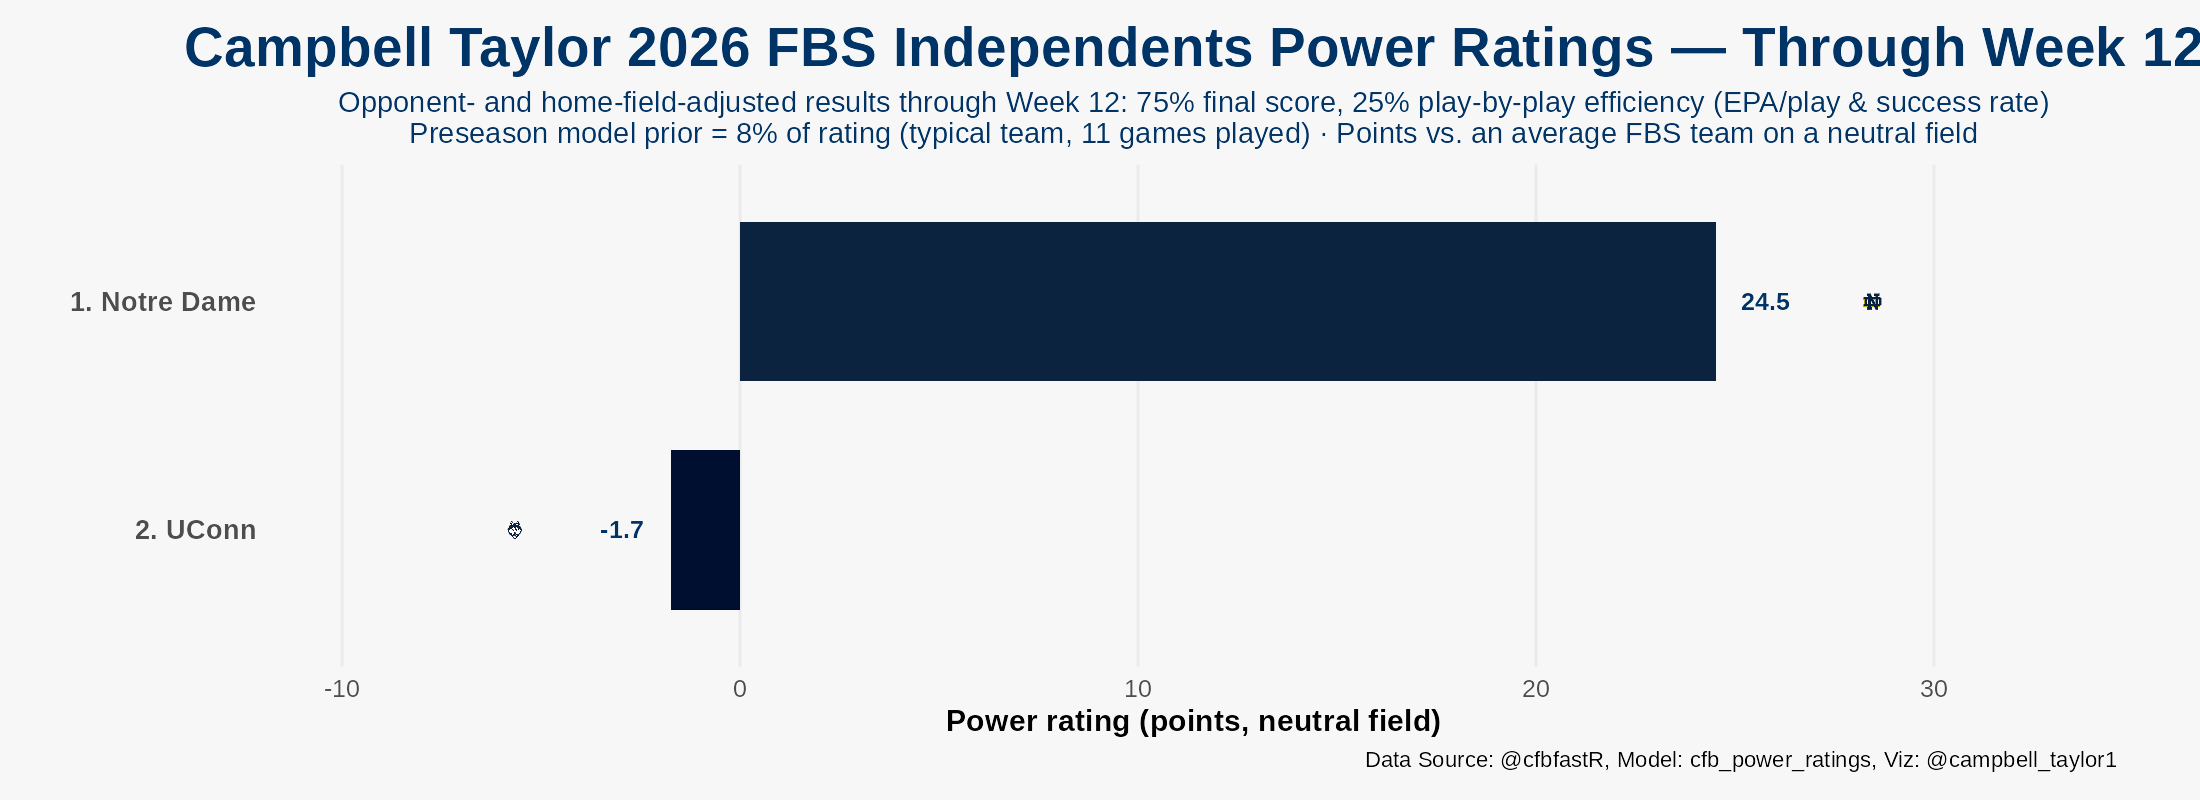 Campbell Taylor 2026 FBS Independents Power Ratings — Through Week 12
Opponent- and home-field-adjusted results through Week 12: 75% final score, 25% play-by-play efficiency (EPA/play & success rate)
Preseason model prior = 8% of rating (typical team, 11 games played) · Points vs. an average FBS team on a neutral field
1. Notre Dame
24.5
2. UConn
-1.7
-10 0 10 20 30
Power rating (points, neutral field)
Data Source: @cfbfastR, Model: cfb_power_ratings, Viz: @campbell_taylor1